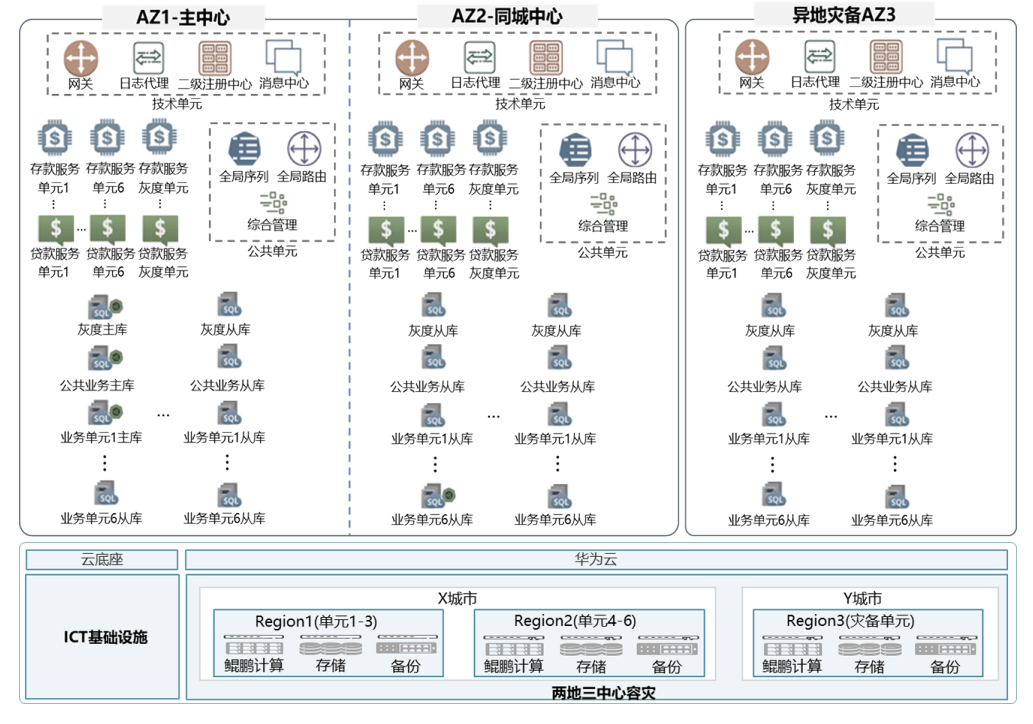 AZ1-主中心
AZ2-同城中心
异地灾备AZ3
网关 日志代理 二级注册中心 消息中心
技术单元
网关 日志代理 二级注册中心 消息中心
技术单元
网关 日志代理 二级注册中心 消息中心
技术单元
存款服务单元1 存款服务单元6 存款服务灰度单元
...
贷款服务单元1 贷款服务单元6 贷款服务灰度单元
全局序列 全局路由
综合管理
公共单元
存款服务单元1 存款服务单元6 存款服务灰度单元
...
贷款服务单元1 贷款服务单元6 贷款服务灰度单元
全局序列 全局路由
综合管理
公共单元
存款服务单元1 存款服务单元6 存款服务灰度单元
...
贷款服务单元1 贷款服务单元6 贷款服务灰度单元
全局序列 全局路由
综合管理
公共单元
SQL SQL
灰度主库 灰度从库
SQL SQL
公共业务主库 公共业务从库
SQL ... SQL
业务单元1主库 业务单元1从库
SQL SQL
业务单元6从库 业务单元6从库
SQL SQL
灰度从库 灰度从库
SQL SQL
公共业务从库 公共业务从库
SQL ... SQL
业务单元1从库 业务单元1从库
SQL SQL
业务单元6从库 业务单元6从库
SQL SQL
灰度从库 灰度从库
SQL SQL
公共业务从库 公共业务从库
SQL ... SQL
业务单元1从库 业务单元1从库
SQL SQL
业务单元6从库 业务单元6从库
云底座 华为云
ICT基础设施
X城市
Region1(单元1-3)
鲲鹏计算 存储 备份
Region2(单元4-6)
鲲鹏计算 存储 备份
Y城市
Region3(灾备单元)
鲲鹏计算 存储 备份
两地三中心容灾